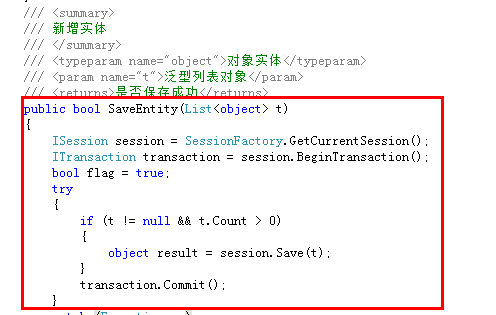 /// <summary>
/// 新增实体
/// </summary>
/// <typeparam name="object">对象实体</typeparam>
/// <param name="t">泛型列表对象</param>
/// <returns>是否保存成功</returns>
public bool SaveEntity(List<object> t)
{
ISession session = SessionFactory.GetCurrentSession();
ITransaction transaction = session.BeginTransaction();
bool flag = true;
try
{
if (t != null && t.Count > 0)
{
object result = session.Save(t);
}
transaction.Commit();
}